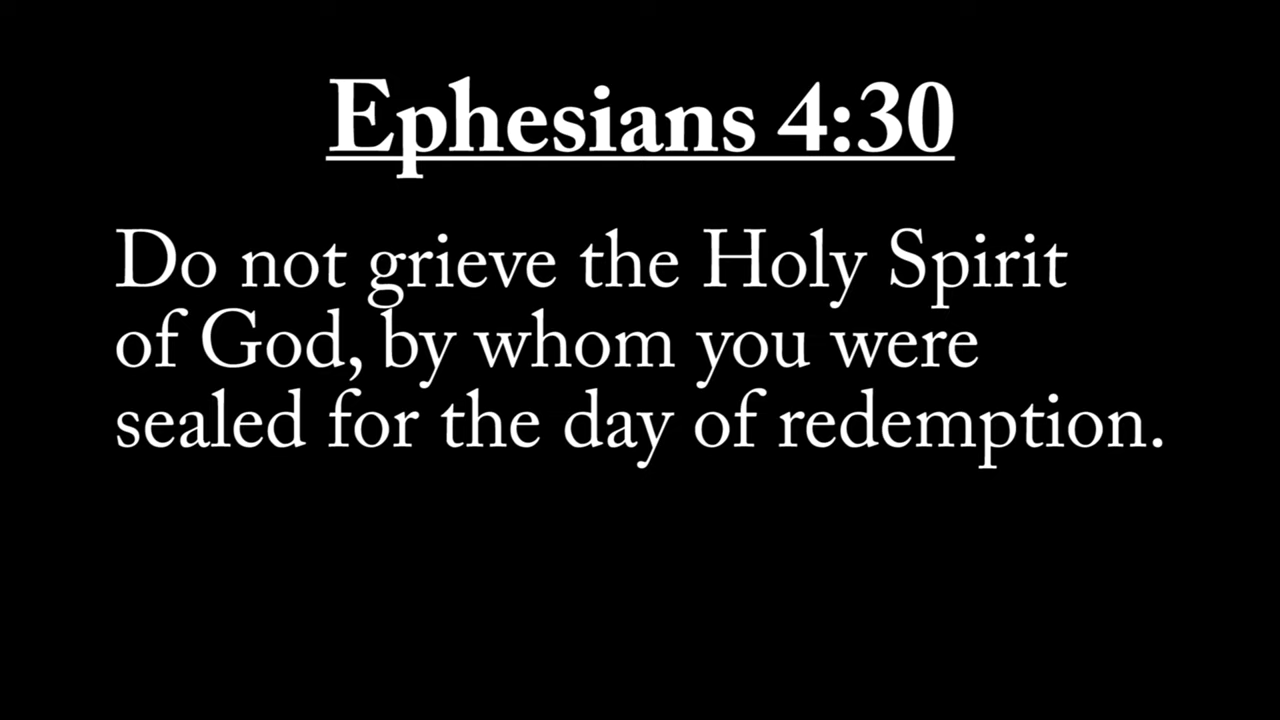 Ephesians 4:30
Do not grieve the Holy Spirit
of God, by whom you were
sealed for the day of redemption.